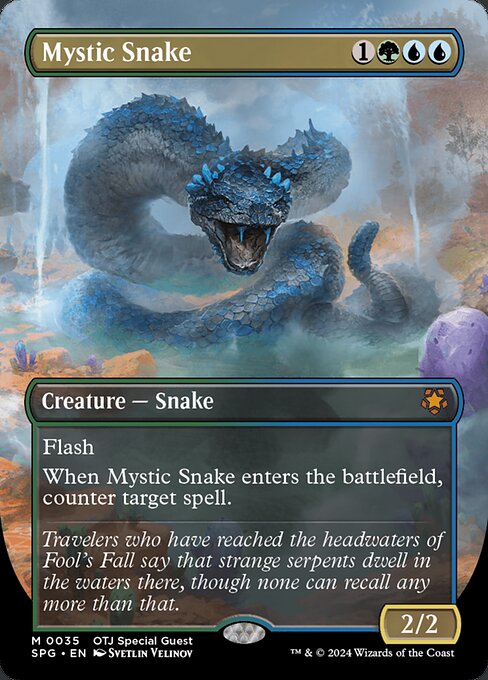 Mystic Snake 1
Creature — Snake
Flash
When Mystic Snake enters the battlefield,
counter target spell.
Travelers who have reached the headwaters of
Fool's Fall say that strange serpents dwell in
the waters there, though none can recall any
more than that.
2/2
M 0035 OTJ Special Guest
SPG • EN Svetlin Velinov
™ & © 2024 Wizards of the Coast